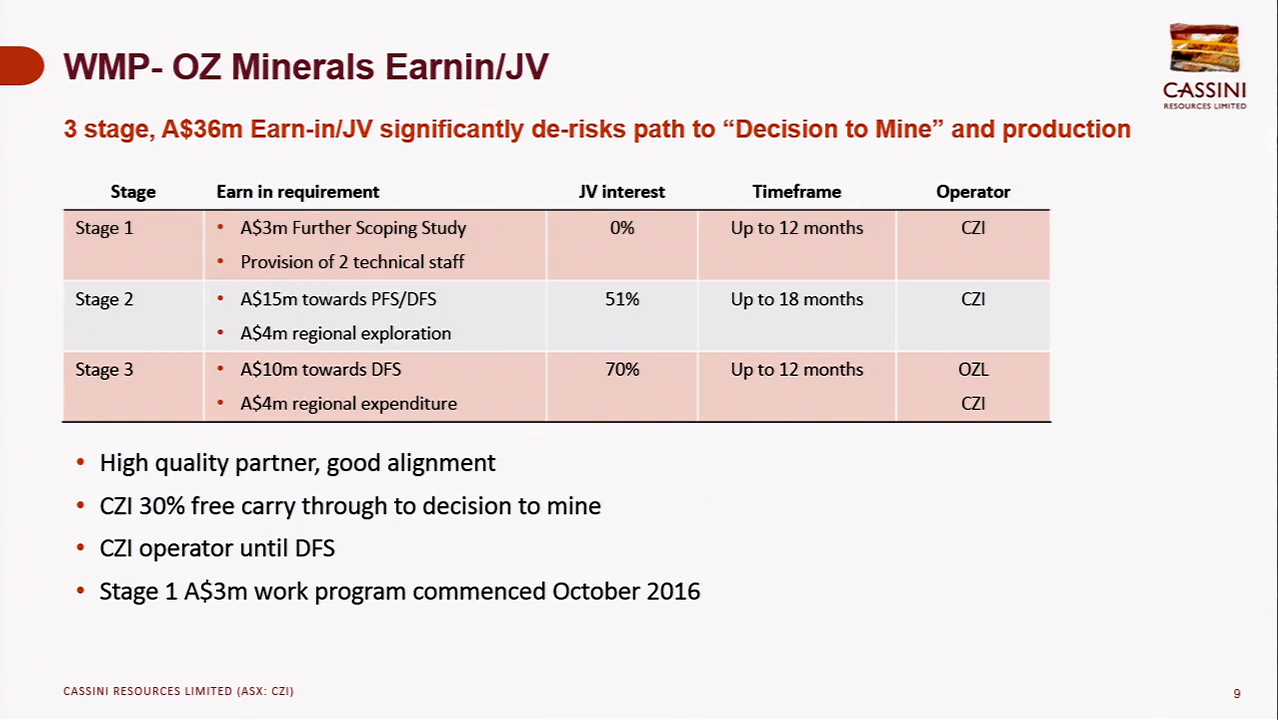 WMP- OZ Minerals Earnin/JV
CASSINI
RESOURCES LIMITED
3 stage, A$36m Earn-in/JV significantly de-risks path to “Decision to Mine” and production
Stage Earn in requirement JV interest Timeframe Operator
Stage 1 • A$3m Further Scoping Study 0% Up to 12 months CZI
• Provision of 2 technical staff
Stage 2 • A$15m towards PFS/DFS 51% Up to 18 months CZI
• A$4m regional exploration
Stage 3 • A$10m towards DFS 70% Up to 12 months OZL
• A$4m regional expenditure CZI
• High quality partner, good alignment
• CZI 30% free carry through to decision to mine
• CZI operator until DFS
• Stage 1 A$3m work program commenced October 2016
CASSINI RESOURCES LIMITED (ASX: CZI) 9